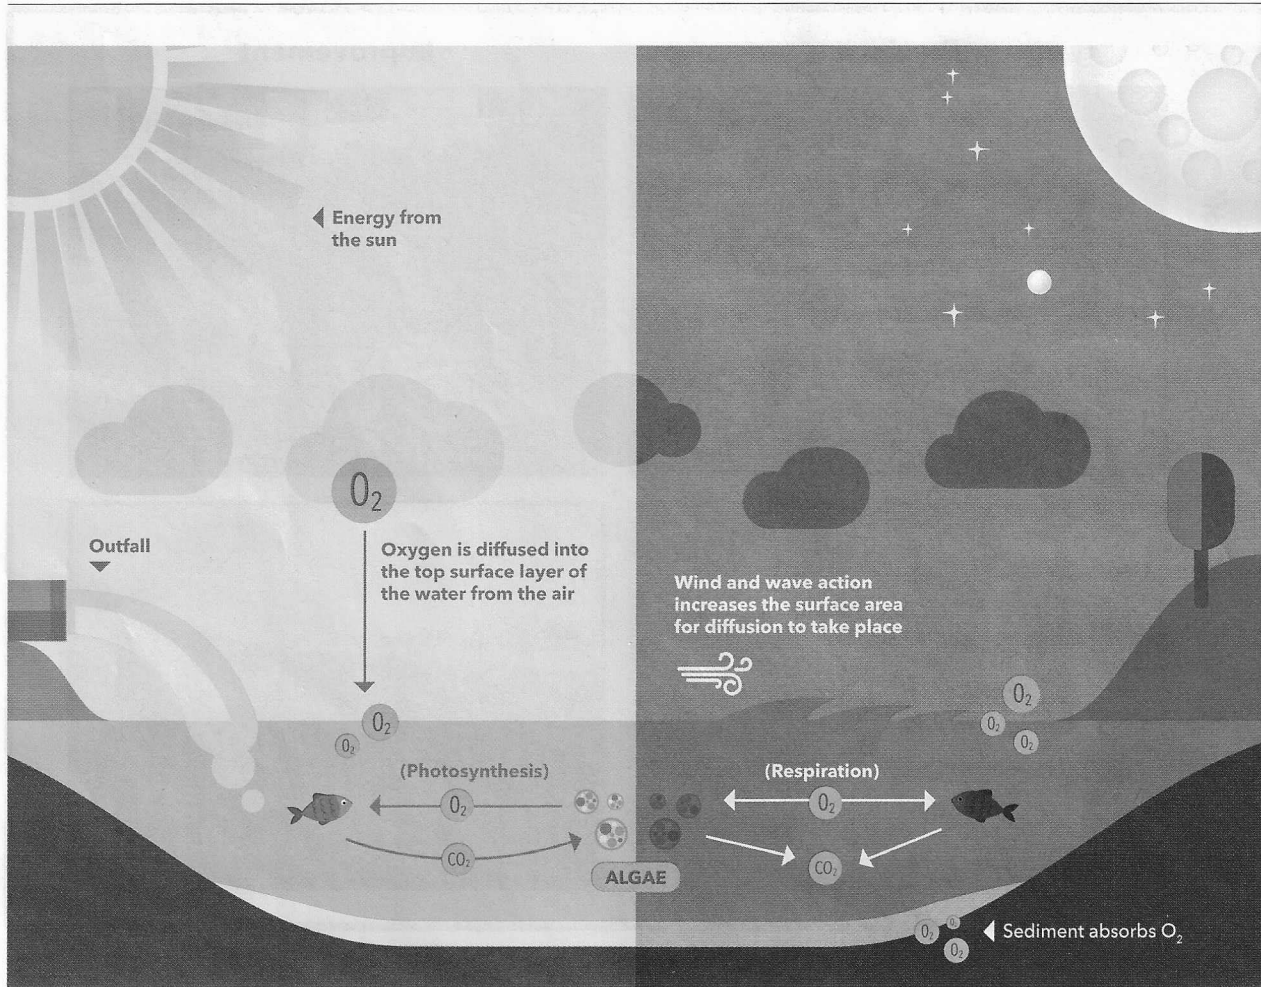 Energy from
the sun
O₂
Outfall
Oxygen is diffused into
the top surface layer of
the water from the air
Wind and wave action
increases the surface area
for diffusion to take place
O₂
O₂
O₂
O₂
O₂
(Photosynthesis)
(Respiration)
O₂
O₂
CO₂
CO₂
ALGAE
O₂
O₂
O₂
Sediment absorbs O₂